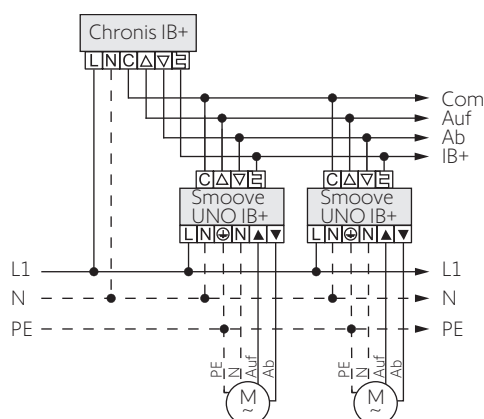 Chronis IB+
L N C △ ▽
Com
Auf
Ab
IB+
C △ ▽
C △ ▽
Smoove
UNO IB+
Smoove
UNO IB+
L N N ▲ ▼
L N N ▲ ▼
L1
L1
N
N
PE
PE
PE
N
Auf
Ab
PE
N
Auf
Ab
M
~
M
~